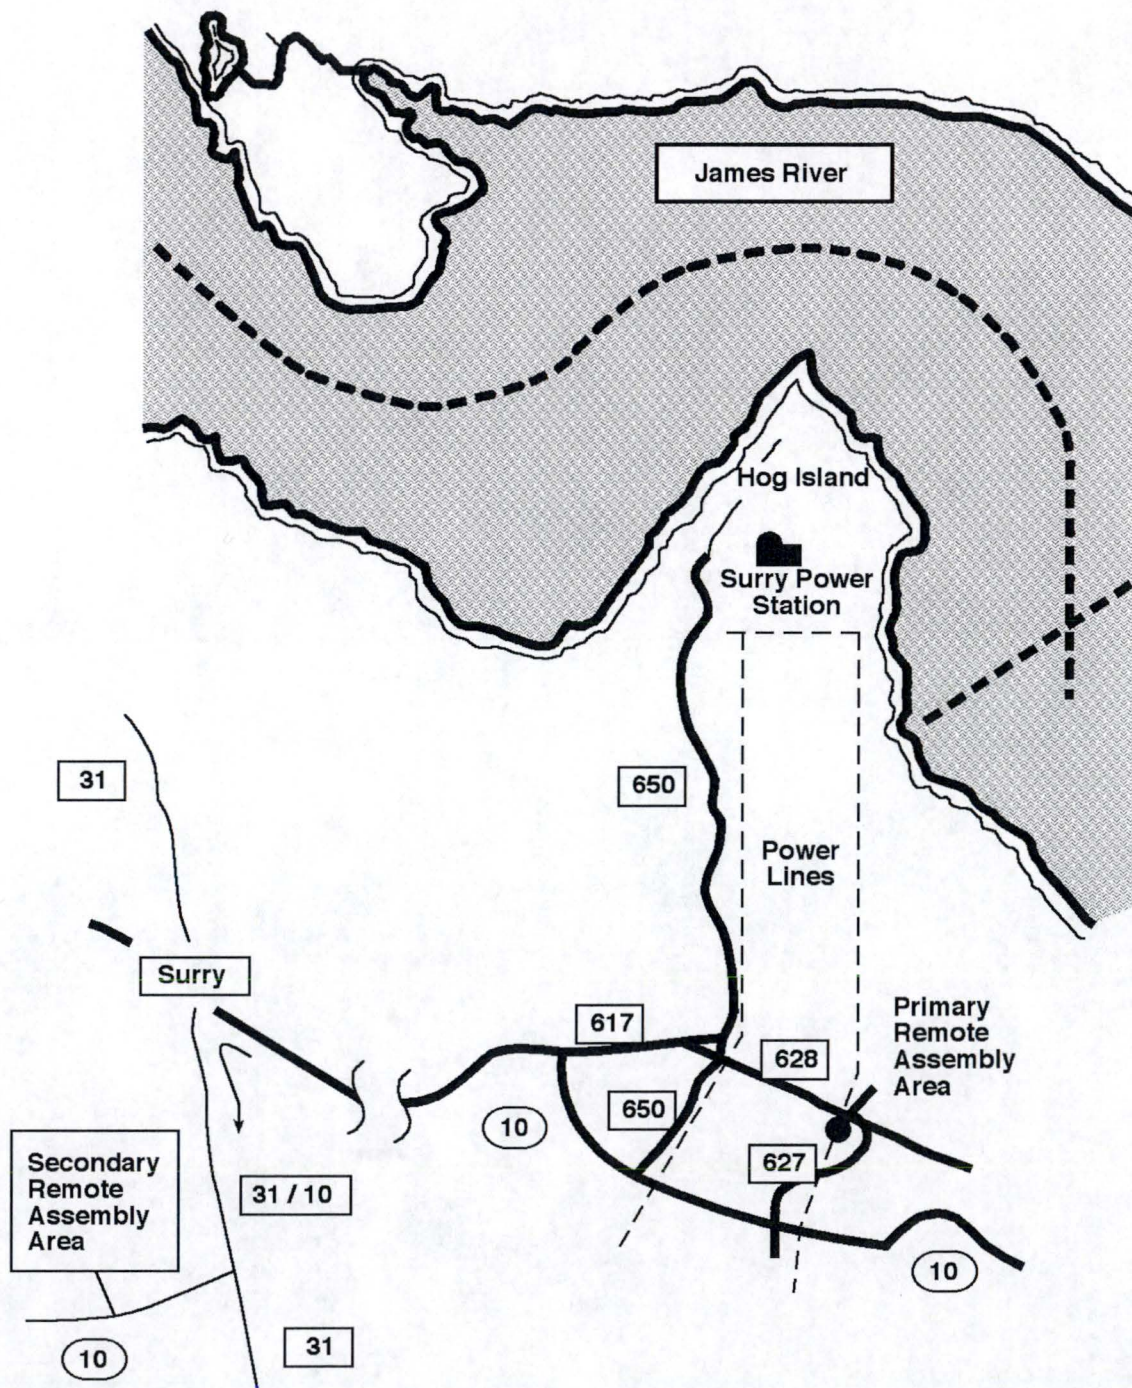 James River
Hog Island
Surry Power
Station
31
650
Power
Lines
Surry
Primary
Remote
Assembly
Area
617
628
650
10
627
Secondary
Remote
Assembly
Area
31 / 10
10
31
10